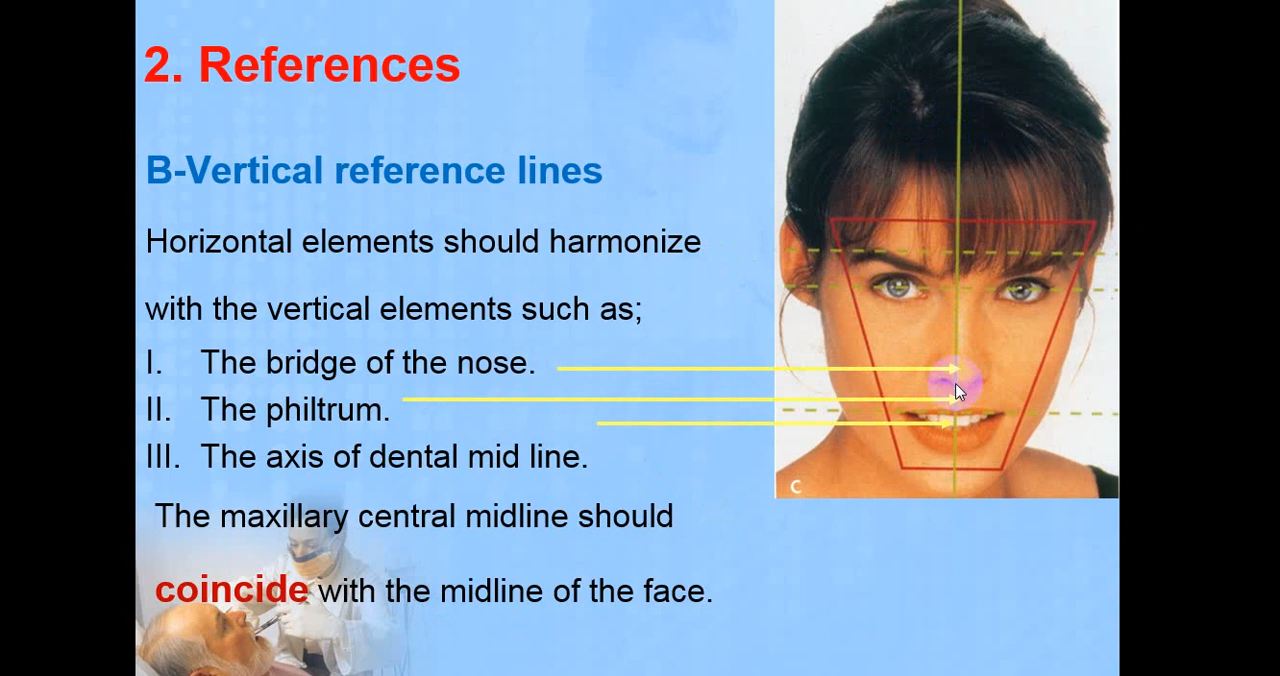 2. References
B-Vertical reference lines
Horizontal elements should harmonize
with the vertical elements such as;
I. The bridge of the nose.
II. The philtrum.
III. The axis of dental mid line.
The maxillary central midline should
coincide with the midline of the face.
C